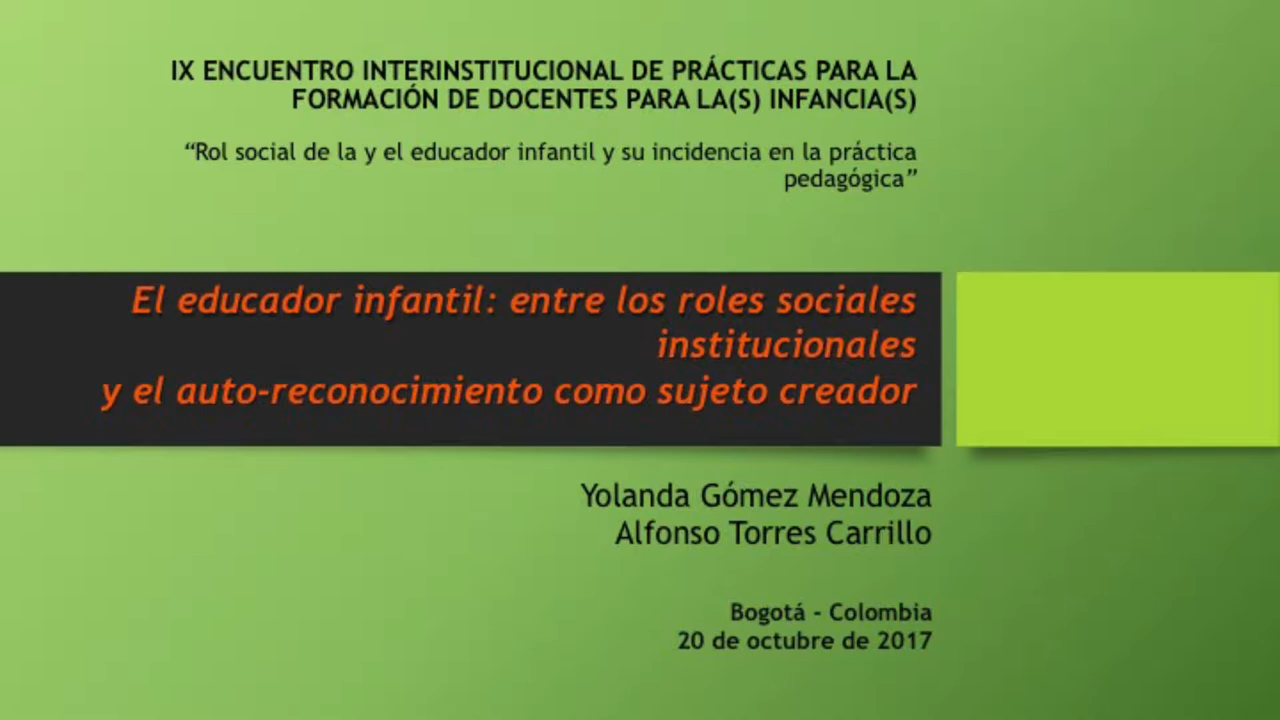 IX ENCUENTRO INTERINSTITUCIONAL DE PRÁCTICAS PARA LA
FORMACIÓN DE DOCENTES PARA LA(S) INFANCIA(S)
“Rol social de la y el educador infantil y su incidencia en la práctica
pedagógica”
El educador infantil: entre los roles sociales
institucionales
y el auto-reconocimiento como sujeto creador
Yolanda Gómez Mendoza
Alfonso Torres Carrillo
Bogotá - Colombia
20 de octubre de 2017